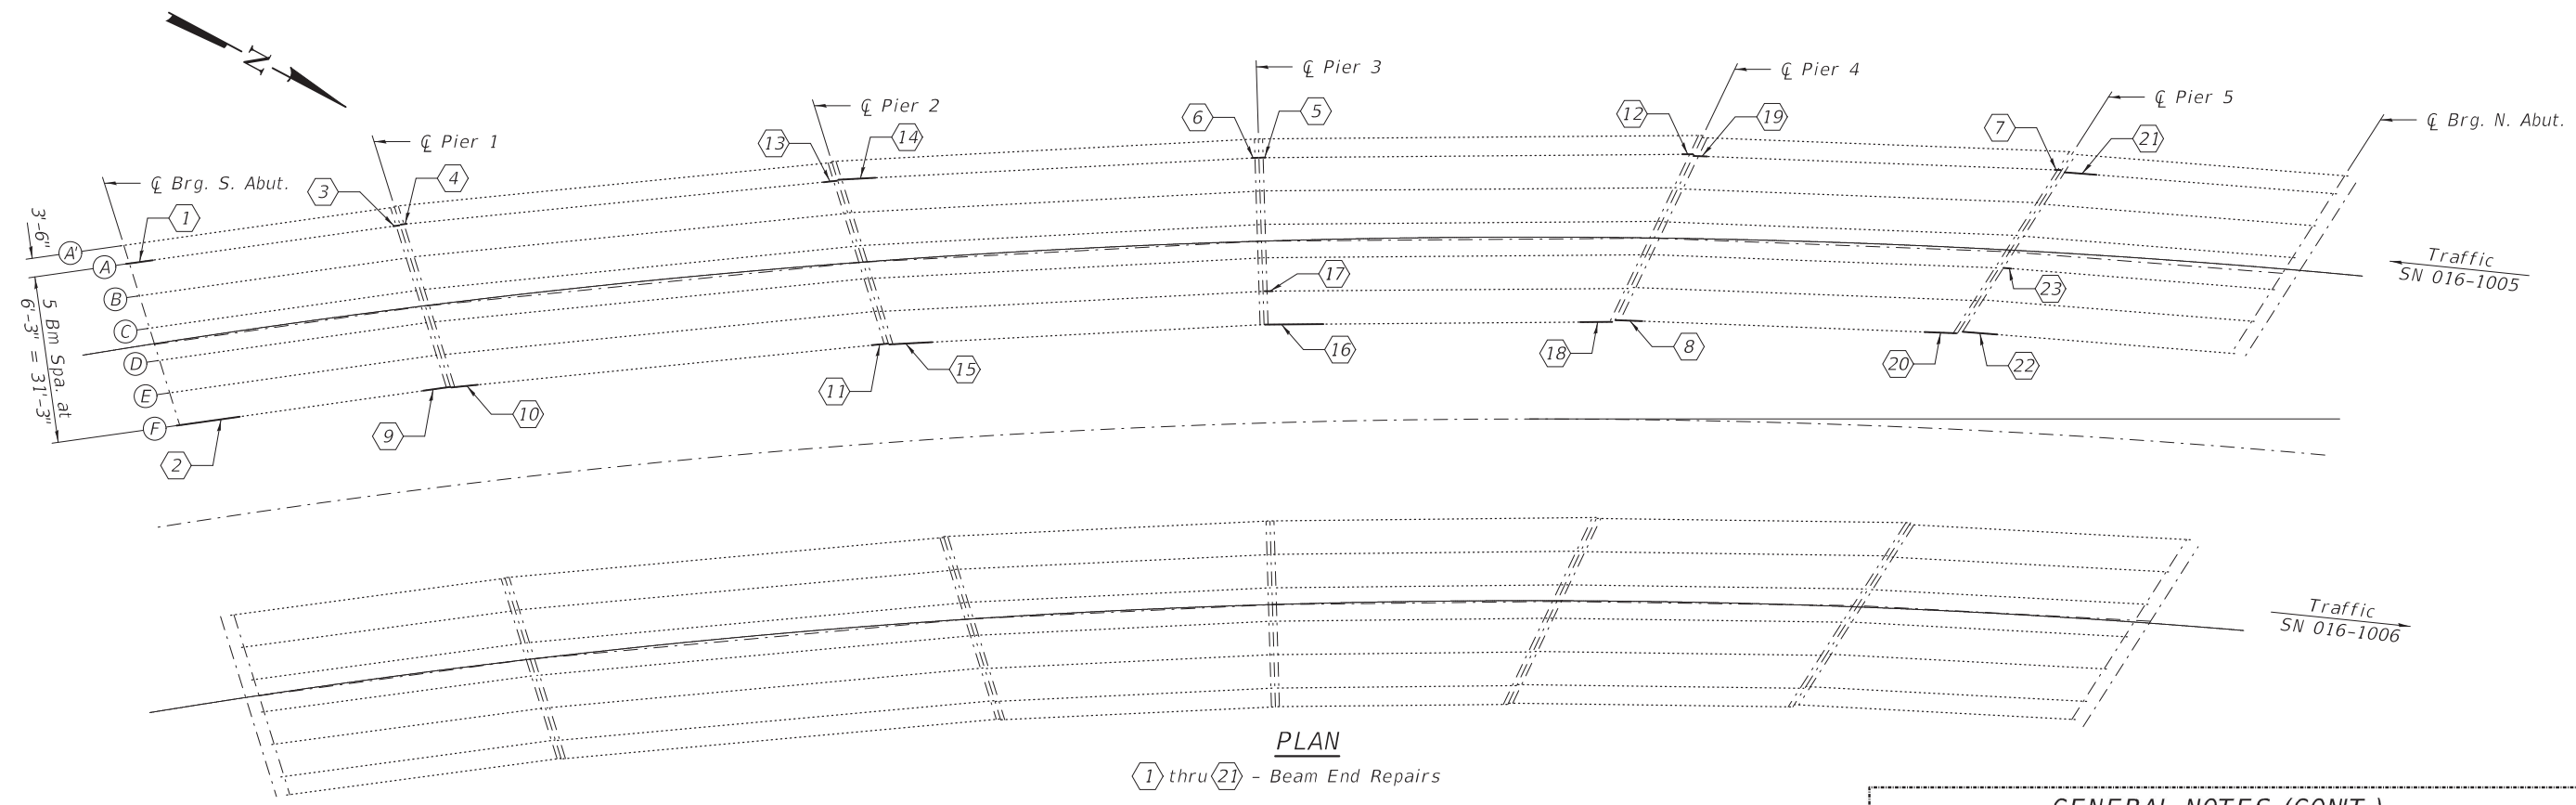 N
℄ Pier 3
℄ Pier 4
℄ Pier 5
℄ Pier 2
℄ Pier 1
℄ Brg. N. Abut.
℄ Brg. S. Abut.
6
5
12
19
7
21
13
14
3
4
1
3'-6"
A'
A
B
C
D
E
F
5 Bm Spa. at
6'-3" = 31'-3"
17
23
16
18
8
20
22
11
15
9
10
2
Traffic
SN 016-1005
Traffic
SN 016-1006
PLAN
1 thru 21 - Beam End Repairs
GENERAL NOTES (CONT.)